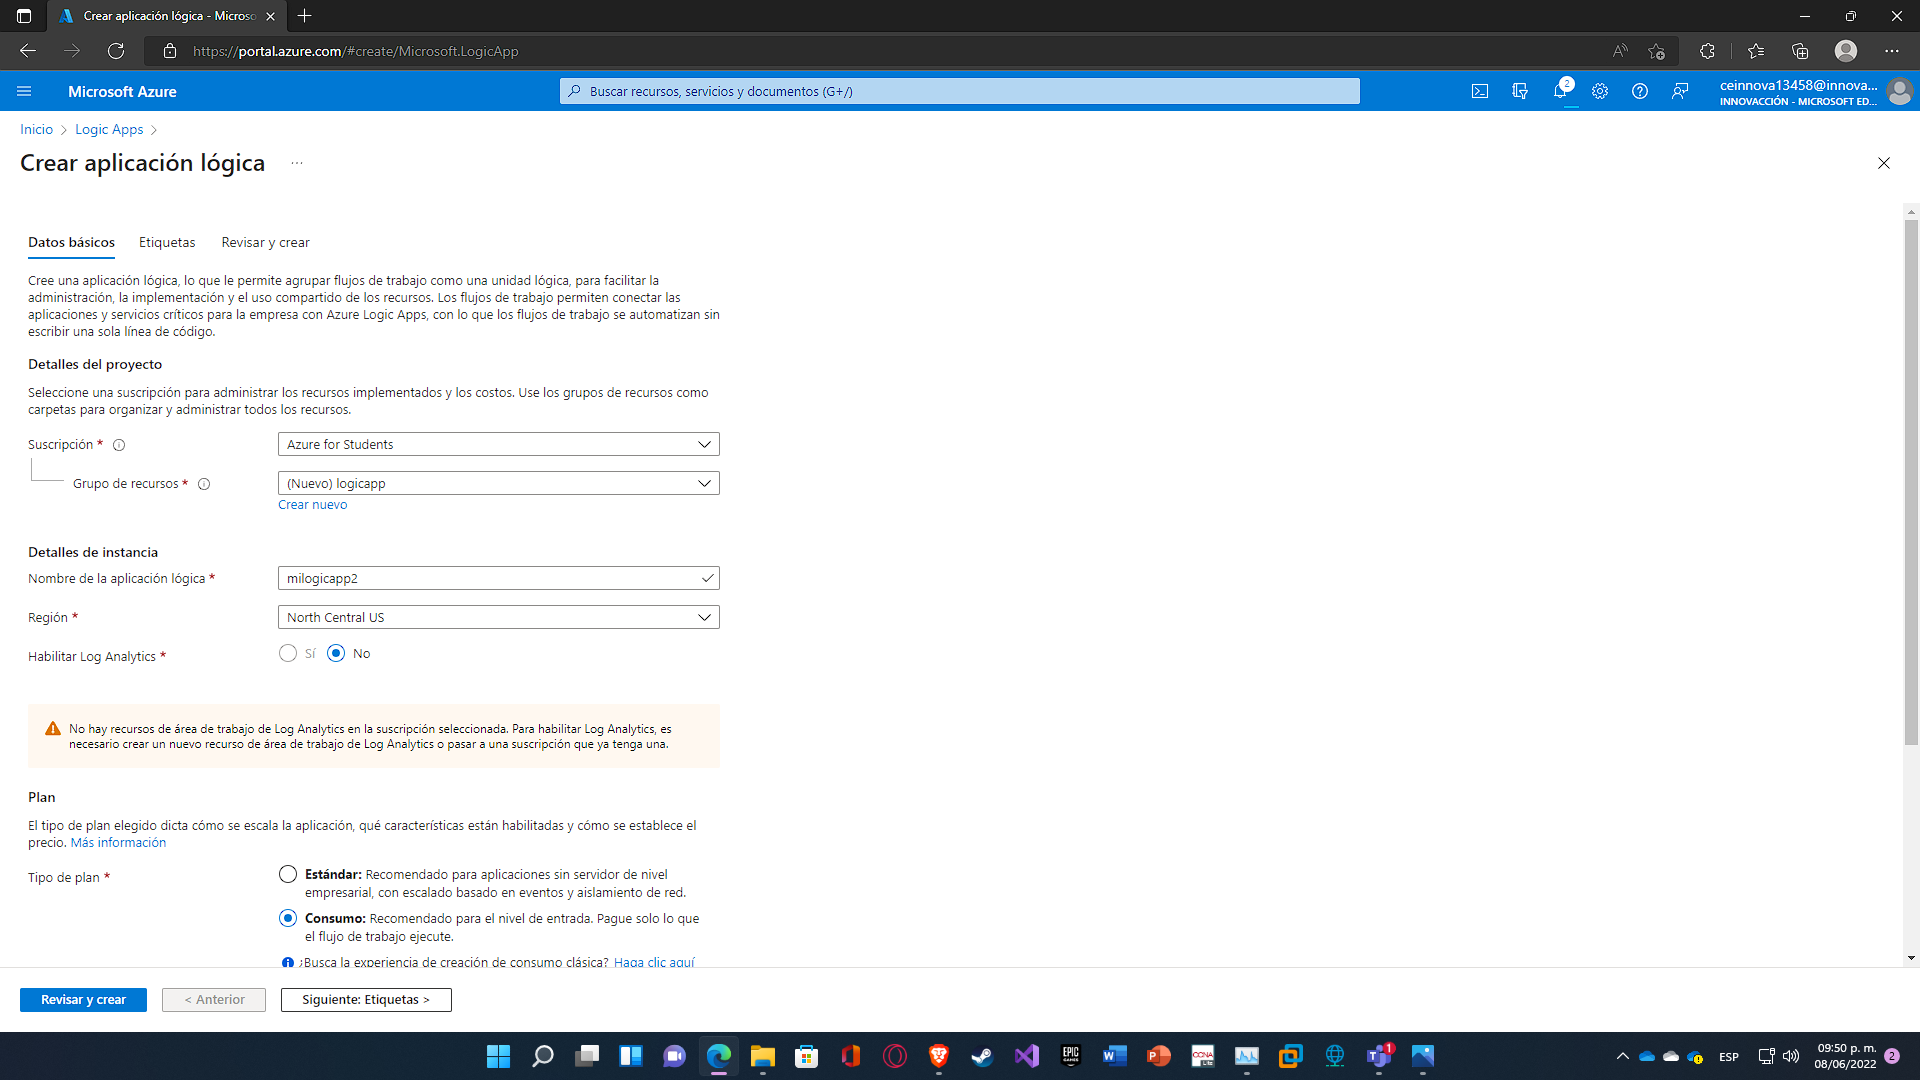 Crear aplicación lógica - Microso
https://portal.azure.com/#create/Microsoft.LogicApp
Microsoft Azure
Buscar recursos, servicios y documentos (G+/)
2
ceinnova13458@innova...
INNOVACCIÓN - MICROSOFT ED...
Inicio > Logic Apps >
Crear aplicación lógica ...
Datos básicos Etiquetas Revisar y crear
Cree una aplicación lógica, lo que le permite agrupar flujos de trabajo como una unidad lógica, para facilitar la
administración, la implementación y el uso compartido de los recursos. Los flujos de trabajo permiten conectar las
aplicaciones y servicios críticos para la empresa con Azure Logic Apps, con lo que los flujos de trabajo se automatizan sin
escribir una sola línea de código.
Detalles del proyecto
Seleccione una suscripción para administrar los recursos implementados y los costos. Use los grupos de recursos como
carpetas para organizar y administrar todos los recursos.
Suscripción * Azure for Students
Grupo de recursos * (Nuevo) logicapp
Crear nuevo
Detalles de instancia
Nombre de la aplicación lógica * milogicapp2
Región * North Central US
Habilitar Log Analytics * Sí No
No hay recursos de área de trabajo de Log Analytics en la suscripción seleccionada. Para habilitar Log Analytics, es
necesario crear un nuevo recurso de área de trabajo de Log Analytics o pasar a una suscripción que ya tenga una.
Plan
El tipo de plan elegido dicta cómo se escala la aplicación, qué características están habilitadas y cómo se establece el
precio. Más información
Tipo de plan * Estándar: Recomendado para aplicaciones sin servidor de nivel
empresarial, con escalado basado en eventos y aislamiento de red.
Consumo: Recomendado para el nivel de entrada. Pague solo lo que
el flujo de trabajo ejecute.
¿Busca la experiencia de creación de consumo clásica? Haga clic aquí
Revisar y crear < Anterior Siguiente: Etiquetas >
EPIC GAMES
CCNA
1
ESP
09:50 p. m.
08/06/2022
2